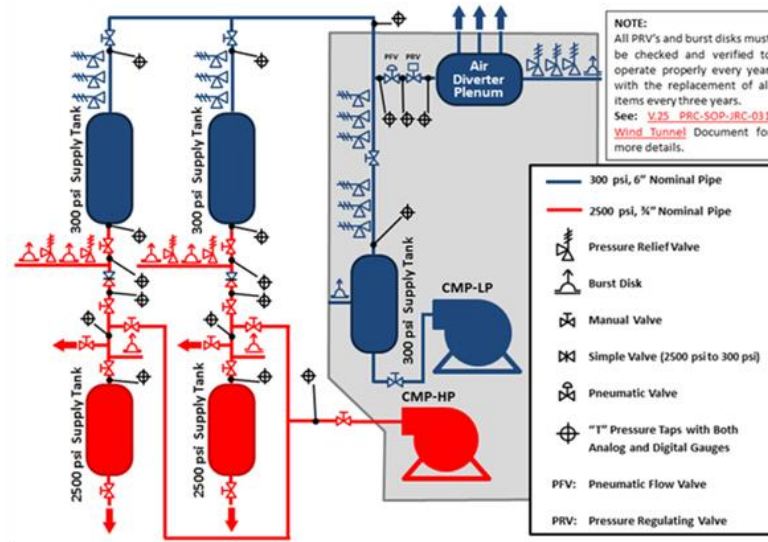 NOTE:
All PRV's and burst disks must
be checked and verified to
operate properly every year
with the replacement of all
items every three years.
See: V.25 PRC-SOP-JRC-031
Wind Tunnel Document for
more details.
PFV
PRV
Air
Diverter
Plenum
300 psi Supply Tank
300 psi Supply Tank
300 psi Supply Tank
CMP-LP
CMP-HP
2500 psi Supply Tank
2500 psi Supply Tank
300 psi, 6" Nominal Pipe
2500 psi, ¾" Nominal Pipe
Pressure Relief Valve
Burst Disk
Manual Valve
Simple Valve (2500 psi to 300 psi)
Pneumatic Valve
"T" Pressure Taps with Both
Analog and Digital Gauges
PFV: Pneumatic Flow Valve
PRV: Pressure Regulating Valve